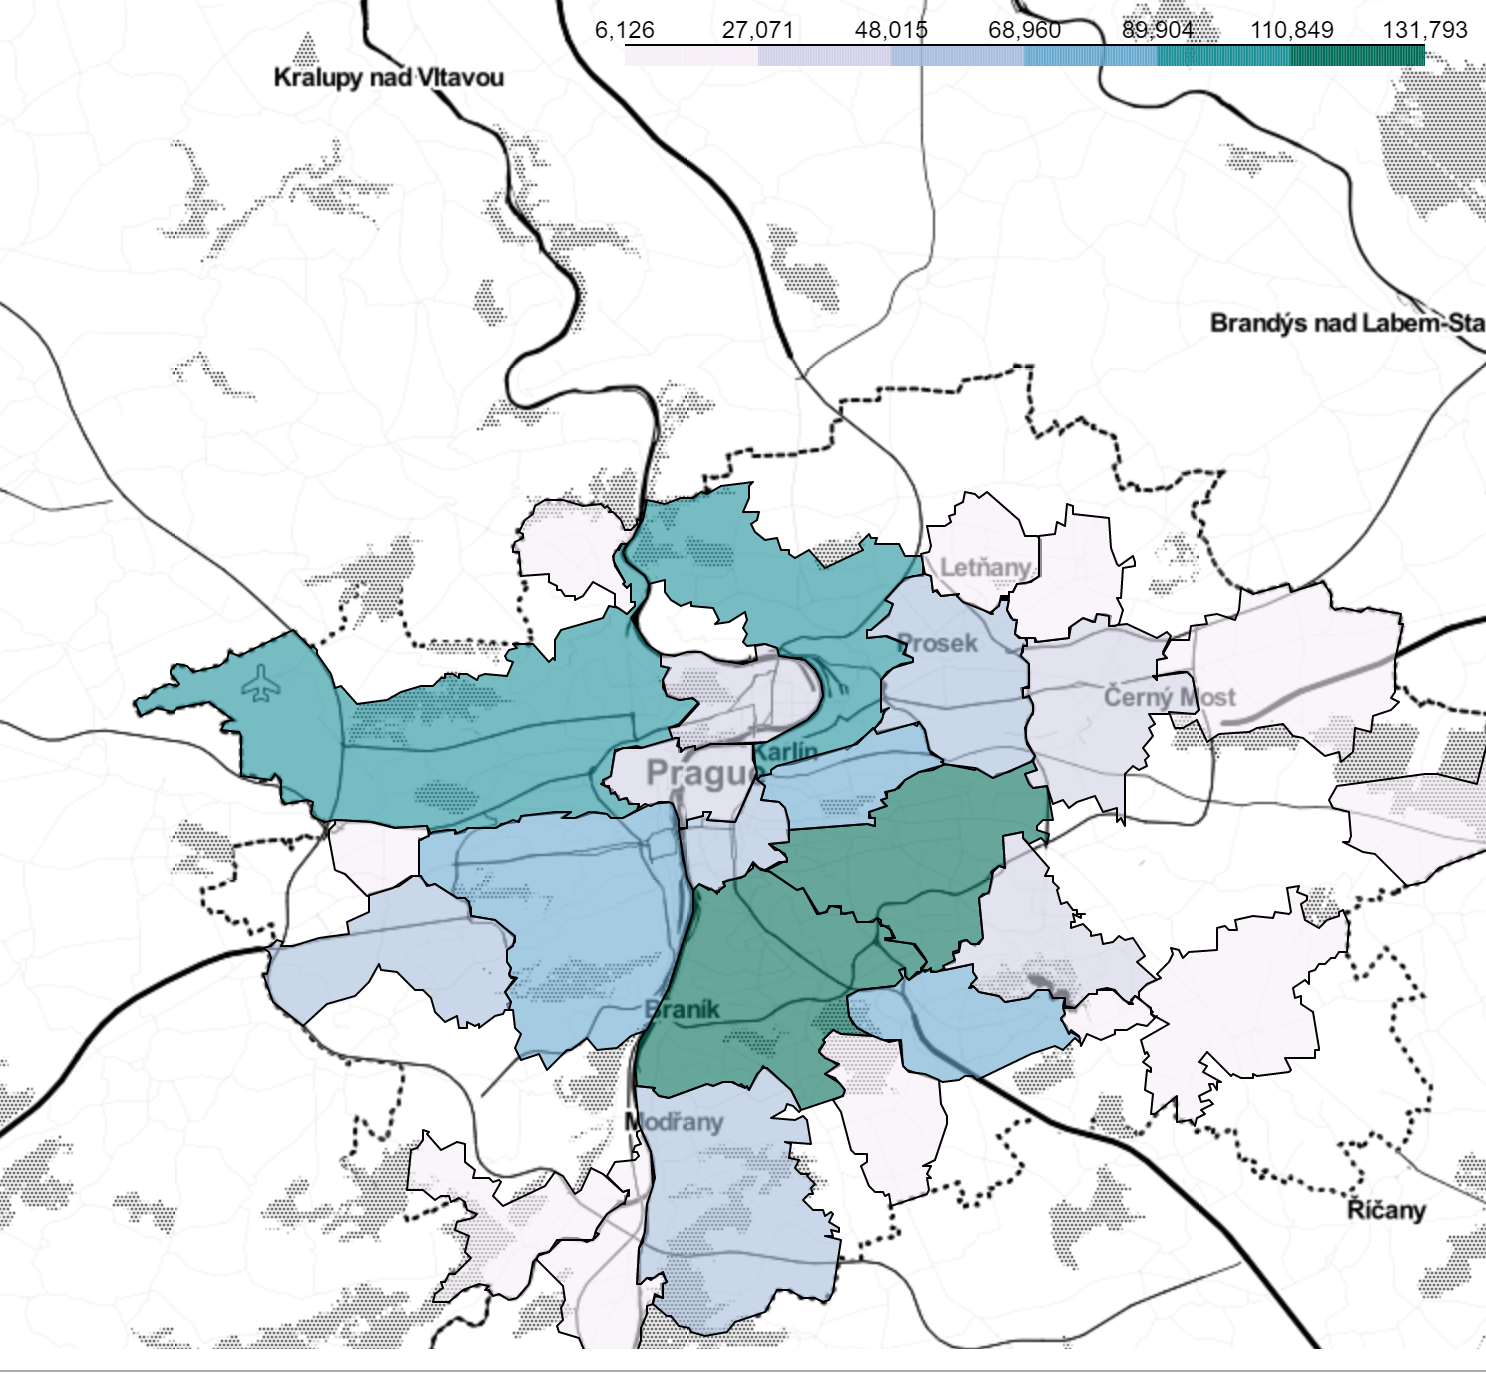 6,126 27,071 48,015 68,960 89,904 110,849 131,793
Kralupy nad Vltavou
Brandýs nad Labem-Sta
Letňany
Prosek
Černý Most
Karlín
Prague
Braník
Modřany
Říčany